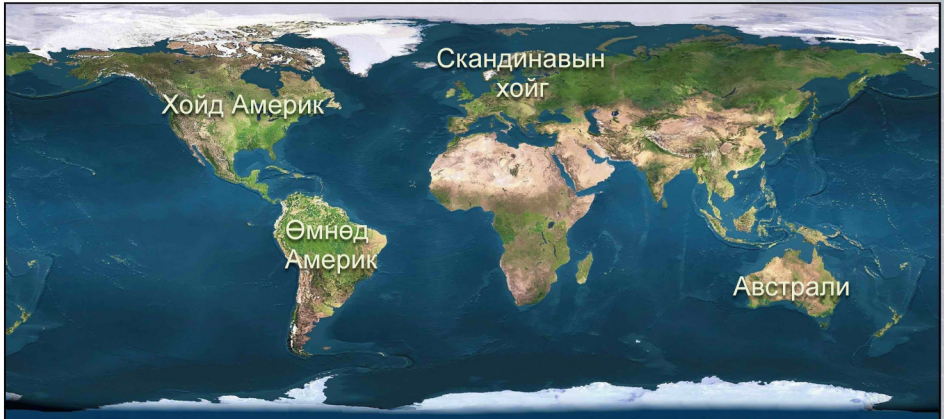 Скандинавын
хойг
Хойд Америк
Өмнөд
Америк
Австрали